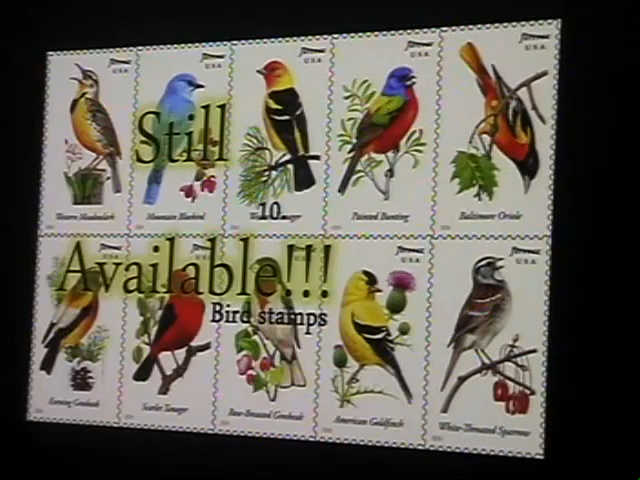 USA USA USA USA USA
Still
Western Meadowlark Mountain Bluebird Painted Bunting Baltimore Oriole
10.
USA USA
Available!!!
Bird stamps
Evening Grosbeak Scarlet Tanager Rose-Breasted Grosbeak American Goldfinch White-Throated Sparrow